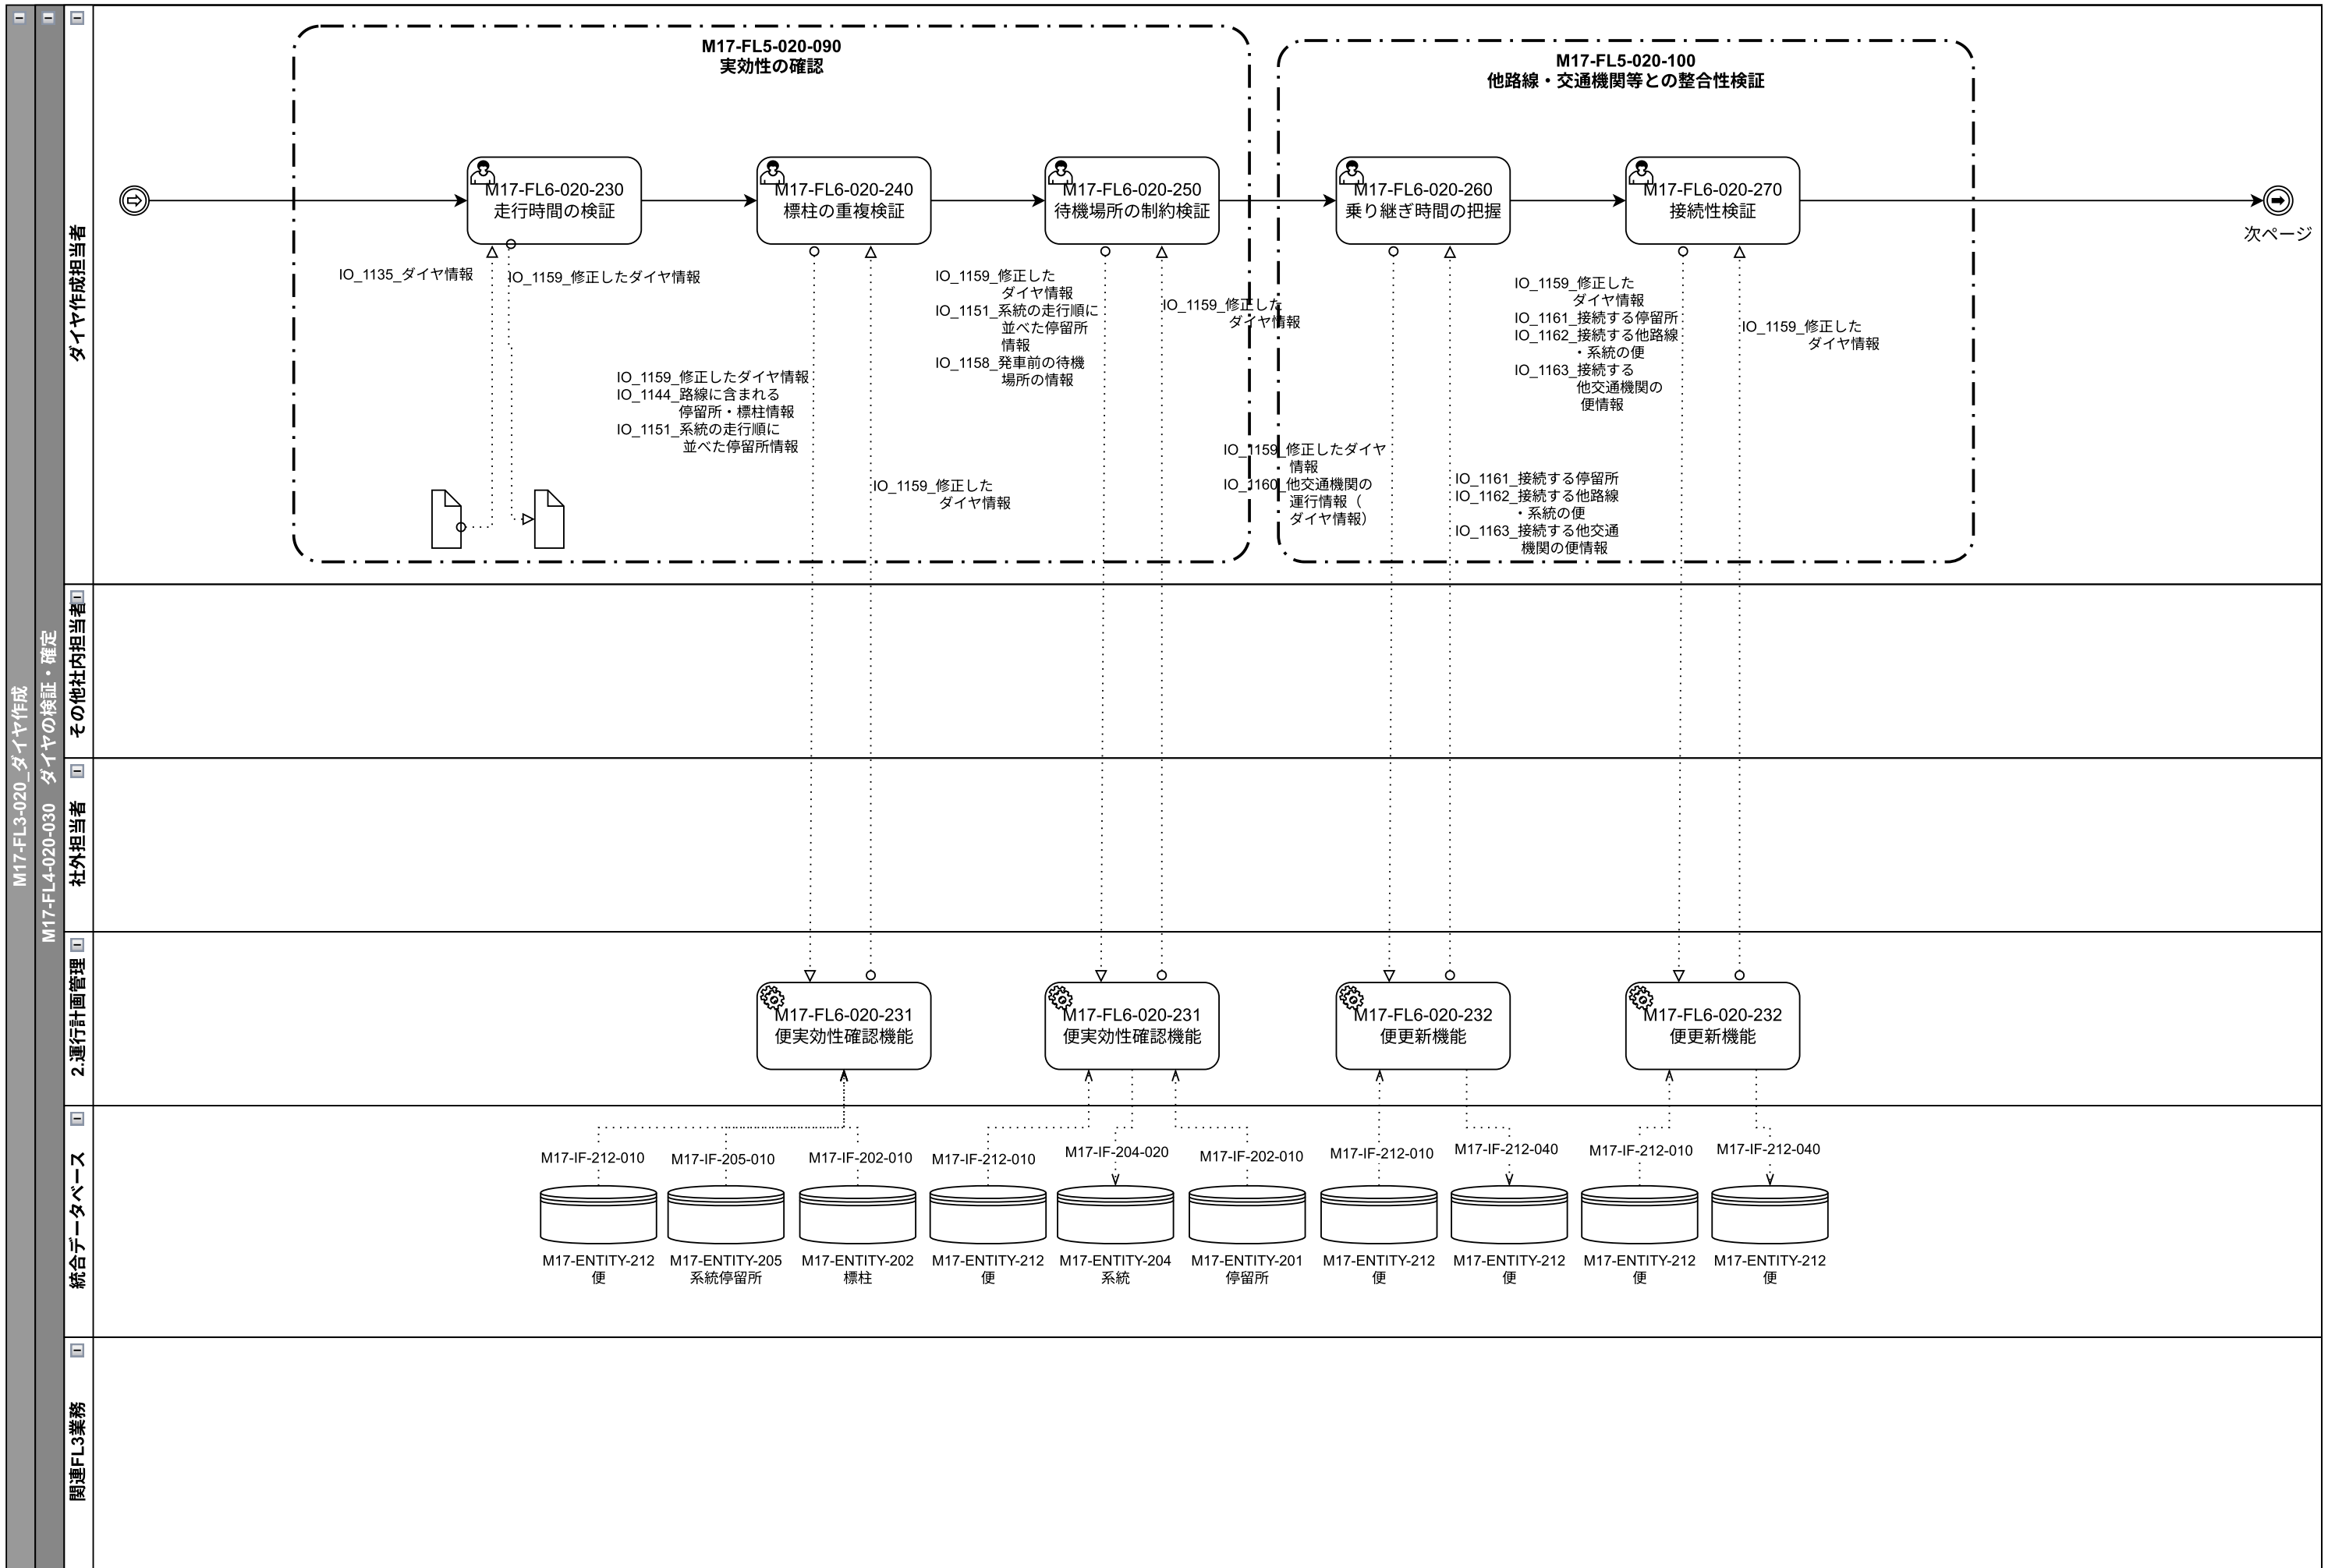 M17-FL3-020_ダイヤ作成
M17-FL4-020-030　ダイヤの検証・確定
ダイヤ作成担当者
M17-FL5-020-090
実効性の確認
M17-FL5-020-100
他路線・交通機関等との整合性検証
M17-FL6-020-230
走行時間の検証
M17-FL6-020-240
標柱の重複検証
M17-FL6-020-250
待機場所の制約検証
M17-FL6-020-260
乗り継ぎ時間の把握
M17-FL6-020-270
接続性検証
次ページ
IO_1135_ダイヤ情報
IO_1159_修正したダイヤ情報
IO_1159_修正したダイヤ情報
IO_1144_路線に含まれる
停留所・標柱情報
IO_1151_系統の走行順に
並べた停留所情報
IO_1159_修正した
ダイヤ情報
IO_1159_修正した
ダイヤ情報
IO_1151_系統の走行順に
並べた停留所
情報
IO_1158_発車前の待機
場所の情報
IO_1159_修正した
ダイヤ情報
IO_1159_修正したダイヤ
情報
IO_1160_他交通機関の
運行情報（
ダイヤ情報）
IO_1161_接続する停留所
IO_1162_接続する他路線
・系統の便
IO_1163_接続する他交通
機関の便情報
IO_1159_修正した
ダイヤ情報
IO_1161_接続する停留所
IO_1162_接続する他路線
・系統の便
IO_1163_接続する
他交通機関の
便情報
IO_1159_修正した
ダイヤ情報
その他社内担当者
社外担当者
2.運行計画管理
M17-FL6-020-231
便実効性確認機能
M17-FL6-020-231
便実効性確認機能
M17-FL6-020-232
便更新機能
M17-FL6-020-232
便更新機能
統合データベース
M17-IF-212-010
M17-IF-205-010
M17-IF-202-010
M17-IF-212-010
M17-IF-204-020
M17-IF-202-010
M17-IF-212-010
M17-IF-212-040
M17-IF-212-010
M17-IF-212-040
M17-ENTITY-212
便
M17-ENTITY-205
系統停留所
M17-ENTITY-202
標柱
M17-ENTITY-212
便
M17-ENTITY-204
系統
M17-ENTITY-201
停留所
M17-ENTITY-212
便
M17-ENTITY-212
便
M17-ENTITY-212
便
M17-ENTITY-212
便
関連FL3業務